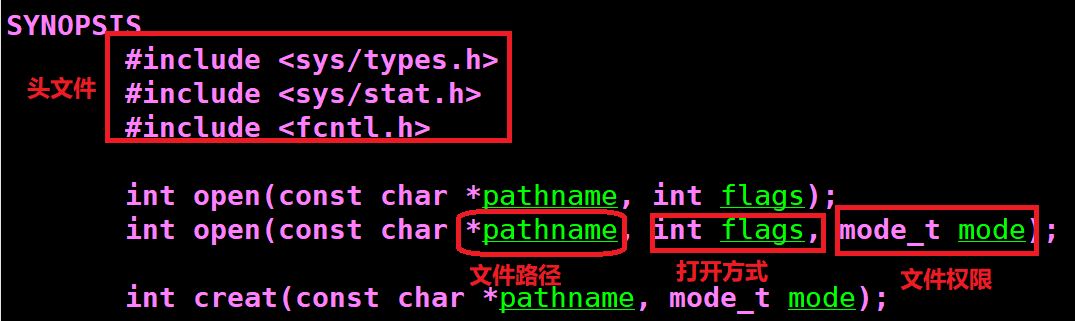 SYNOPSIS
#include <sys/types.h>
头文件
#include <sys/stat.h>
#include <fcntl.h>
int open(const char *pathname, int flags);
int open(const char *pathname, int flags, mode_t mode);
文件路径 打开方式 文件权限
int creat(const char *pathname, mode_t mode);